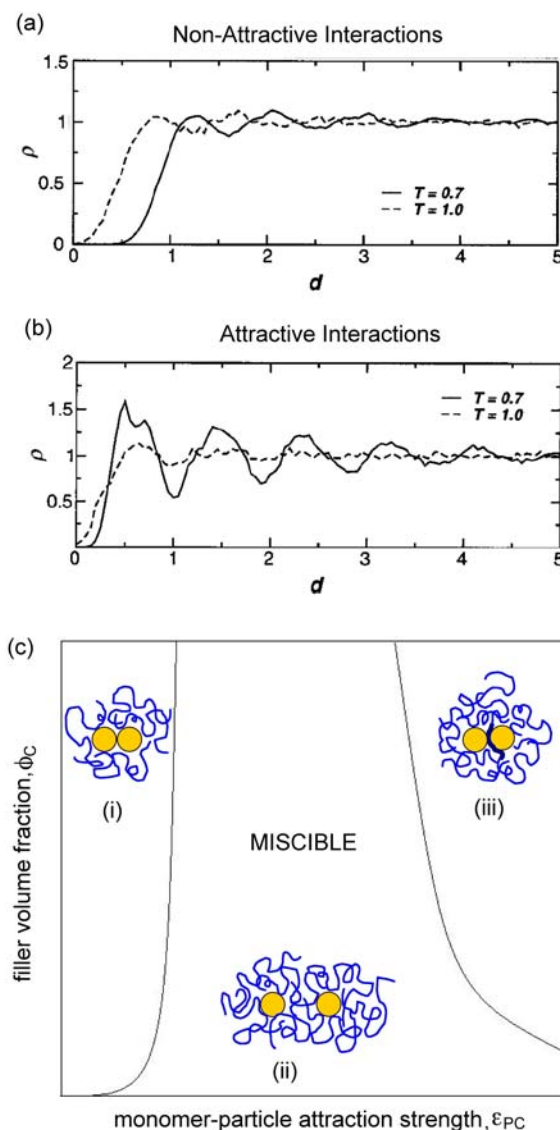 (a)
Non-Attractive Interactions
1.5
1
ρ
0.5
0
T = 0.7
T = 1.0
0 1 2 3 4 5
d
(b)
Attractive Interactions
2
1.5
ρ
1
0.5
T = 0.7
T = 1.0
0 1 2 3 4 5
d
(c)
filler volume fraction,ϕC
(i)
(iii)
MISCIBLE
(ii)
monomer-particle attraction strength,εPC